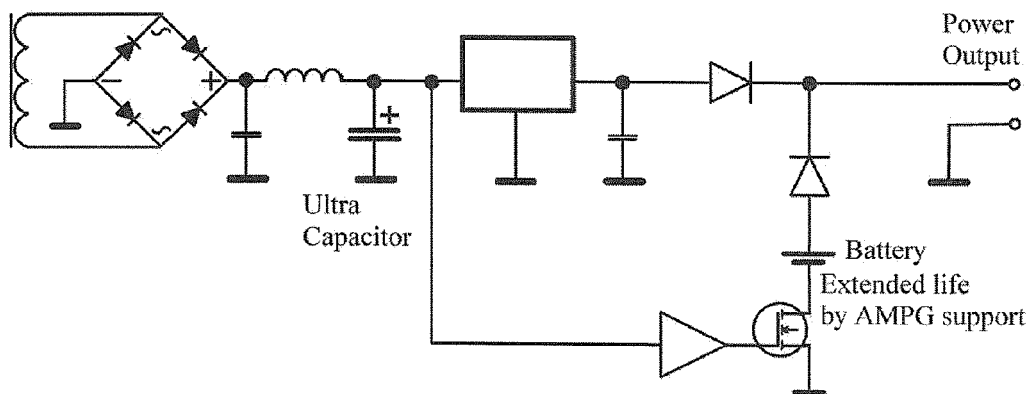 Power
Output
∽
− +
∽
+
Ultra
Capacitor
Battery
Extended life
by AMPG support